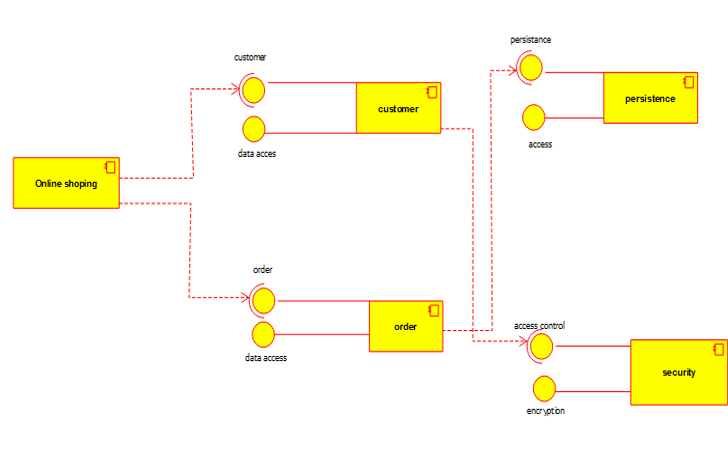 persistance
customer
persistence
customer
access
data acces
Online shoping
order
order
access control
data access
security
encryption